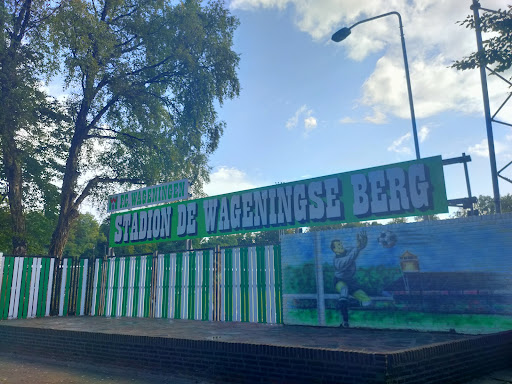 FC WAGENINGEN
STADION DE WAGENINGSE BERG